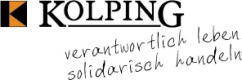 KOLPING
verantwortlich leben
solidarisch handeln